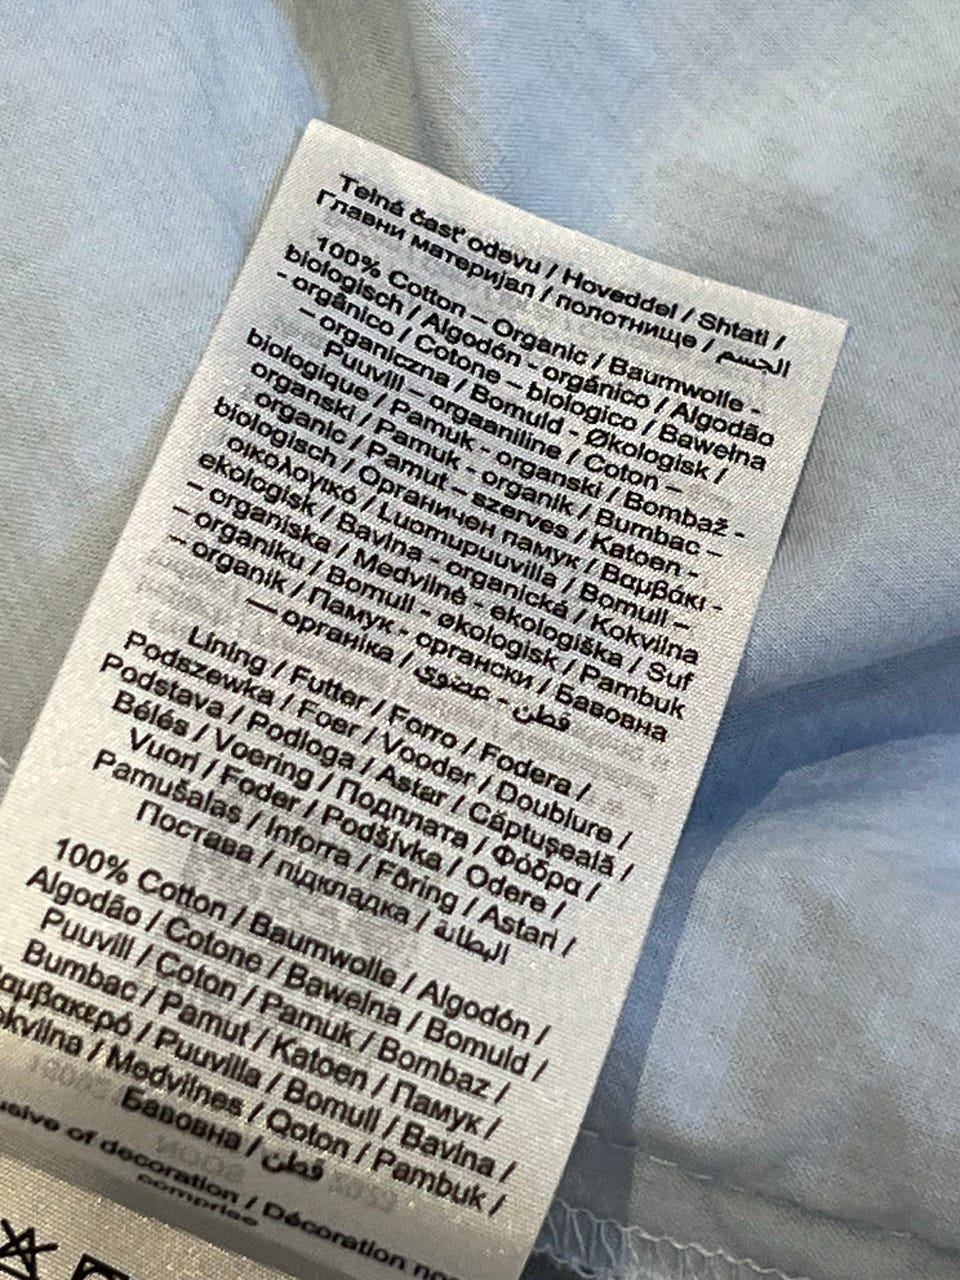 Telná časť odevu / Hoveddel / Shtati /
Главни материјал / полотнище / الجسم
100% Cotton – Organic / Baumwolle -
biologisch / Algodón - orgánico / Algodão
- orgânico / Cotone – biologico / Bawełna
– organiczna / Bomuld - Økologisk /
Puuvill – orgaaniline / Coton –
biologique / Pamuk - organski / Bombaž -
organski / Pamuk - organik / Bumbac –
organic / Pamut – szerves / Katoen -
biologisch / Органичен памук / Βαμβάκι -
οικολογικό / Luomupuuvilla / Bomull –
ekologisk / Bavlna - organická / Kokvilna
– organiska / Medvilnė - ekologiška / Suf
– organiku / Bomull - økologisk / Pambuk
– organik / Памук - органски / Бавовна
— органіка / قطن - عضوي
Lining / Futter / Forro / Fodera /
Podszewka / Foer / Vooder / Doublure /
Podstava / Podloga / Astar / Căptușeală /
Bélés / Voering / Подплата / Φόδρα /
Vuori / Foder / Podšívka / Odere /
Pamušalas / Inforra / Fôring / Astari /
Постава / підкладка / البطانة
100% Cotton / Baumwolle / Algodón /
Algodão / Cotone / Bawełna / Bomuld /
Puuvill / Coton / Pamuk / Bombaz /
Bumbac / Pamut / Katoen / Памук /
Βαμβακερό / Puuvilla / Bomull / Bavlna /
okvilna / Medvilnes / Qoton / Pambuk /
Бавовна / قطن
usive of decoration / Décoration non
comprise